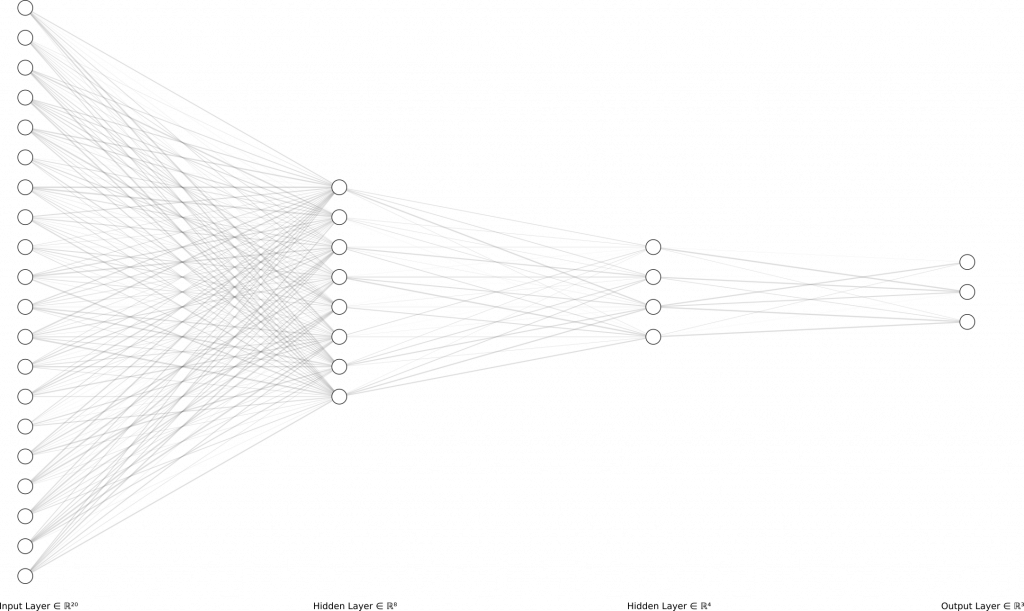 Input Layer ∈ ℝ²⁰
Hidden Layer ∈ ℝ⁸
Hidden Layer ∈ ℝ⁴
Output Layer ∈ ℝ³